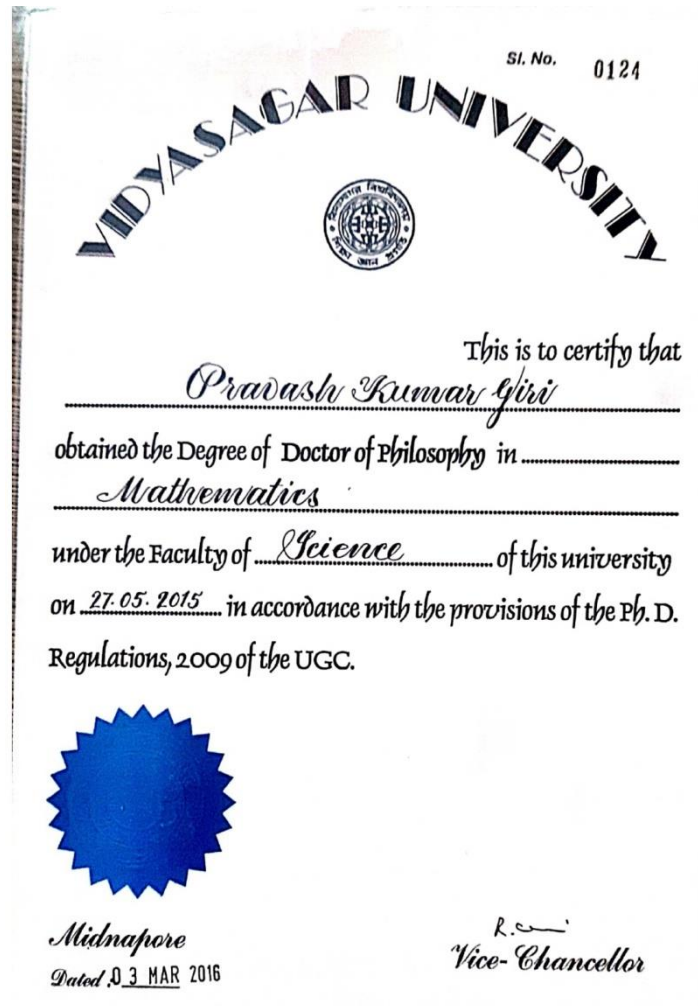 Sl. No. 0124
VIDYASAGAR UNIVERSITY
This is to certify that
Pravash Kumar Giri
obtained the Degree of Doctor of Philosophy in
Mathematics
under the Faculty of Science of this university
on 27.05.2015 in accordance with the provisions of the Ph. D.
Regulations, 2009 of the UGC.
Midnapore
Dated 03 MAR 2016
Vice-Chancellor